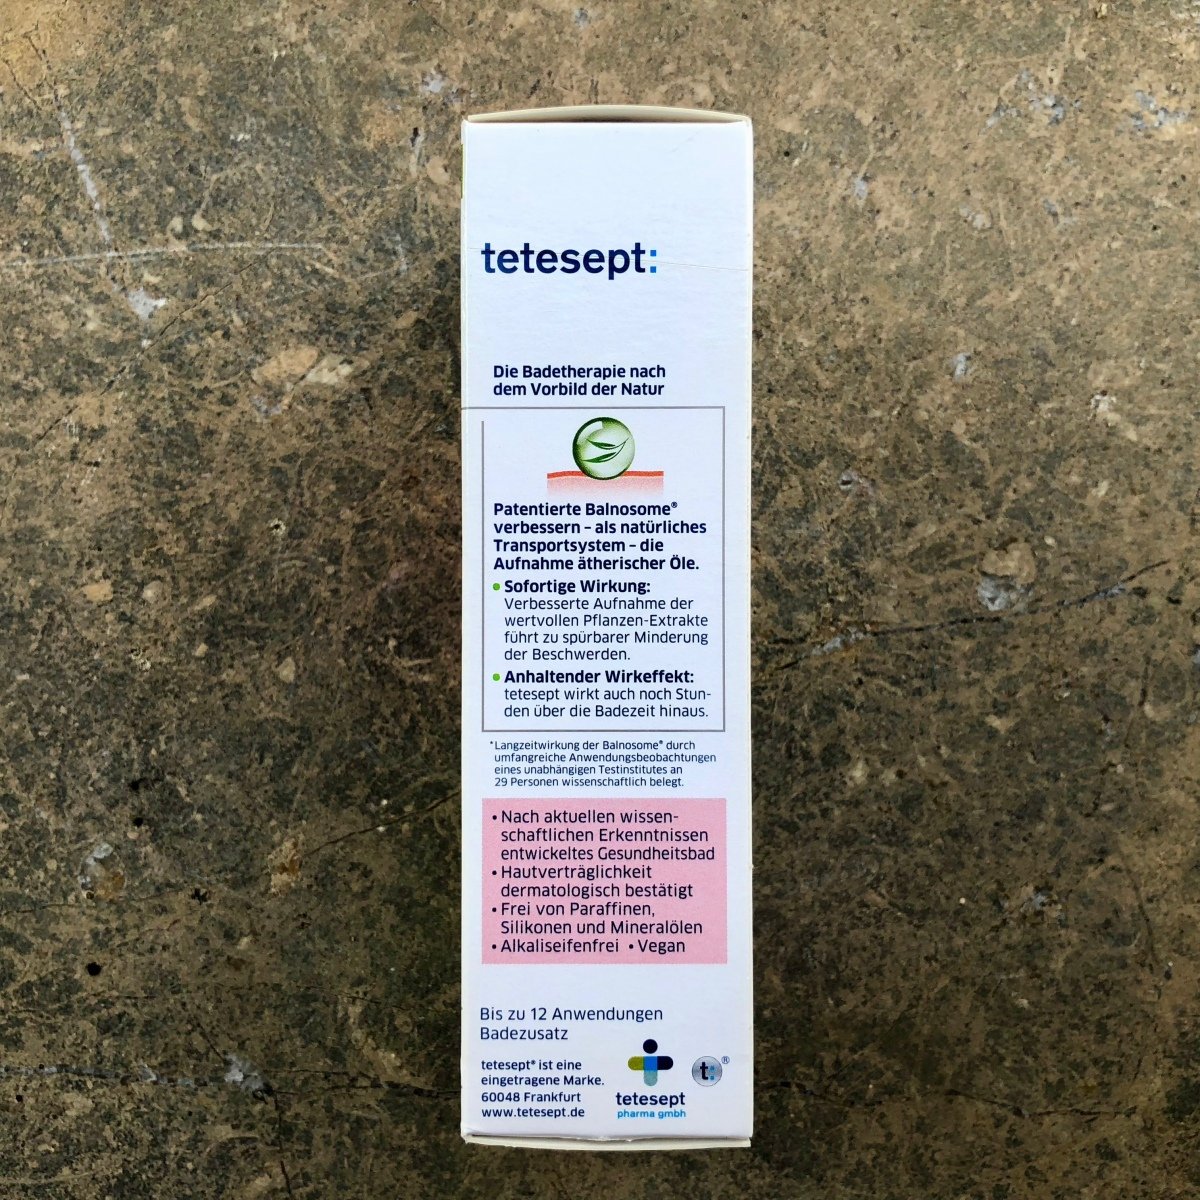 tetesept:
Die Badetherapie nach
dem Vorbild der Natur
Patentierte Balnosome®
verbessern – als natürliches
Transportsystem – die
Aufnahme ätherischer Öle.
• Sofortige Wirkung:
Verbesserte Aufnahme der
wertvollen Pflanzen-Extrakte
führt zu spürbarer Minderung
der Beschwerden.
• Anhaltender Wirkeffekt:
tetesept wirkt auch noch Stun-
den über die Badezeit hinaus.
*Langzeitwirkung der Balnosome® durch
umfangreiche Anwendungsbeobachtungen
eines unabhängigen Testinstitutes an
29 Personen wissenschaftlich belegt.
• Nach aktuellen wissen-
schaftlichen Erkenntnissen
entwickeltes Gesundheitsbad
• Hautverträglichkeit
dermatologisch bestätigt
• Frei von Paraffinen,
Silikonen und Mineralölen
• Alkaliseifenfrei • Vegan
Bis zu 12 Anwendungen
Badezusatz
tetesept® ist eine
eingetragene Marke.
60048 Frankfurt
www.tetesept.de
tetesept
pharma gmbh
t: ®